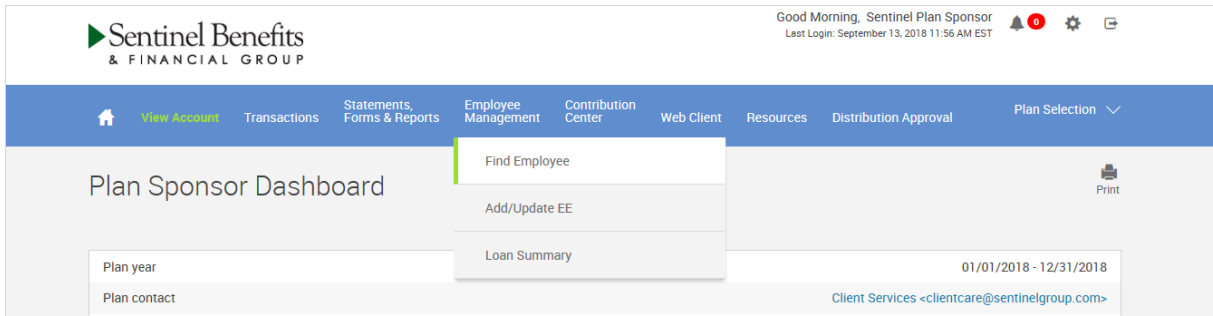 Sentinel Benefits
& FINANCIAL GROUP
Good Morning, Sentinel Plan Sponsor
Last Login: September 13, 2018 11:56 AM EST
0
View Account
Transactions
Statements,
Forms & Reports
Employee
Management
Contribution
Center
Web Client
Resources
Distribution Approval
Plan Selection
Find Employee
Add/Update EE
Loan Summary
Plan Sponsor Dashboard
Print
Plan year 01/01/2018 - 12/31/2018
Plan contact Client Services <clientcare@sentinelgroup.com>